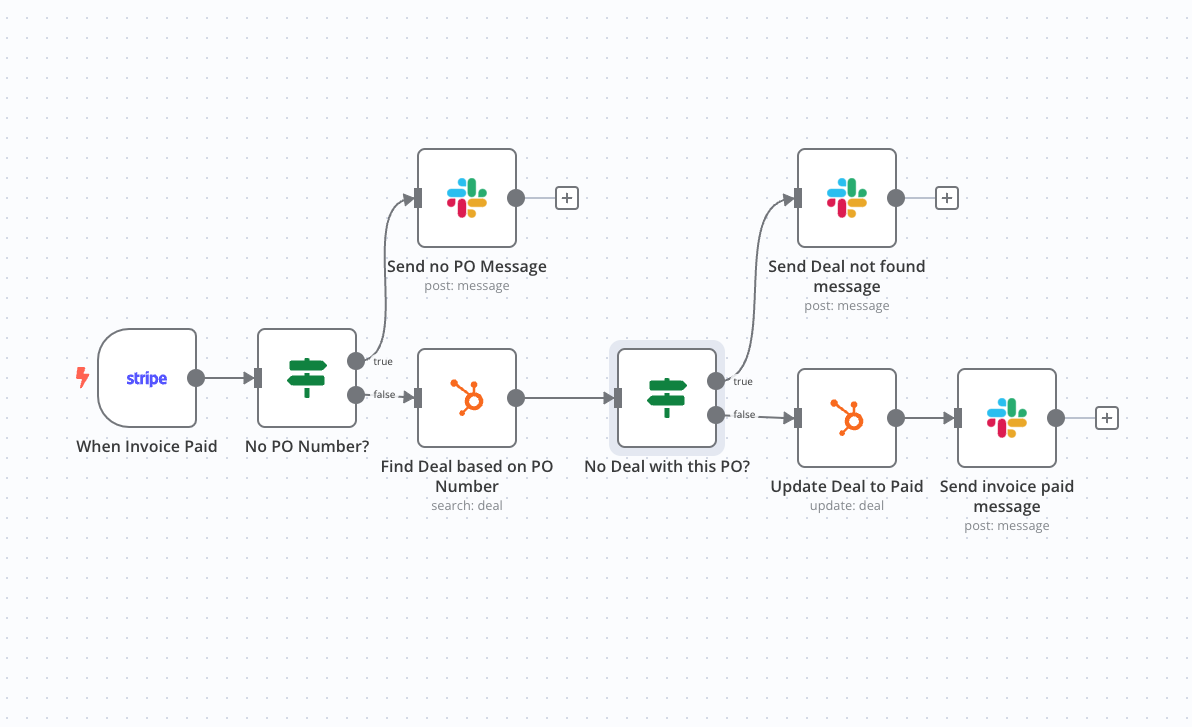 Send no PO Message
post: message
Send Deal not found
message
post: message
stripe
When Invoice Paid
true
false
No PO Number?
Find Deal based on PO
Number
search: deal
true
false
No Deal with this PO?
Update Deal to Paid
update: deal
Send invoice paid
message
post: message